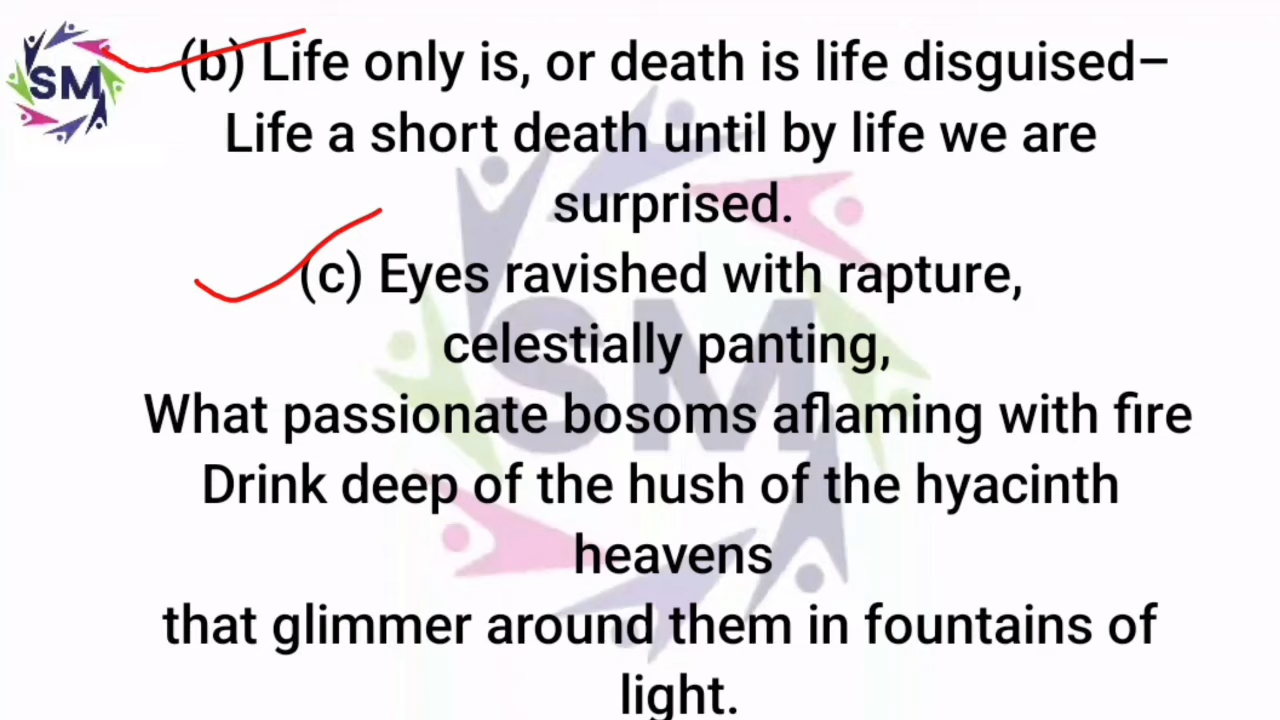 SM
(b) Life only is, or death is life disguised–
Life a short death until by life we are
surprised.
(c) Eyes ravished with rapture,
celestially panting,
What passionate bosoms aflaming with fire
Drink deep of the hush of the hyacinth
heavens
that glimmer around them in fountains of
light.
SM